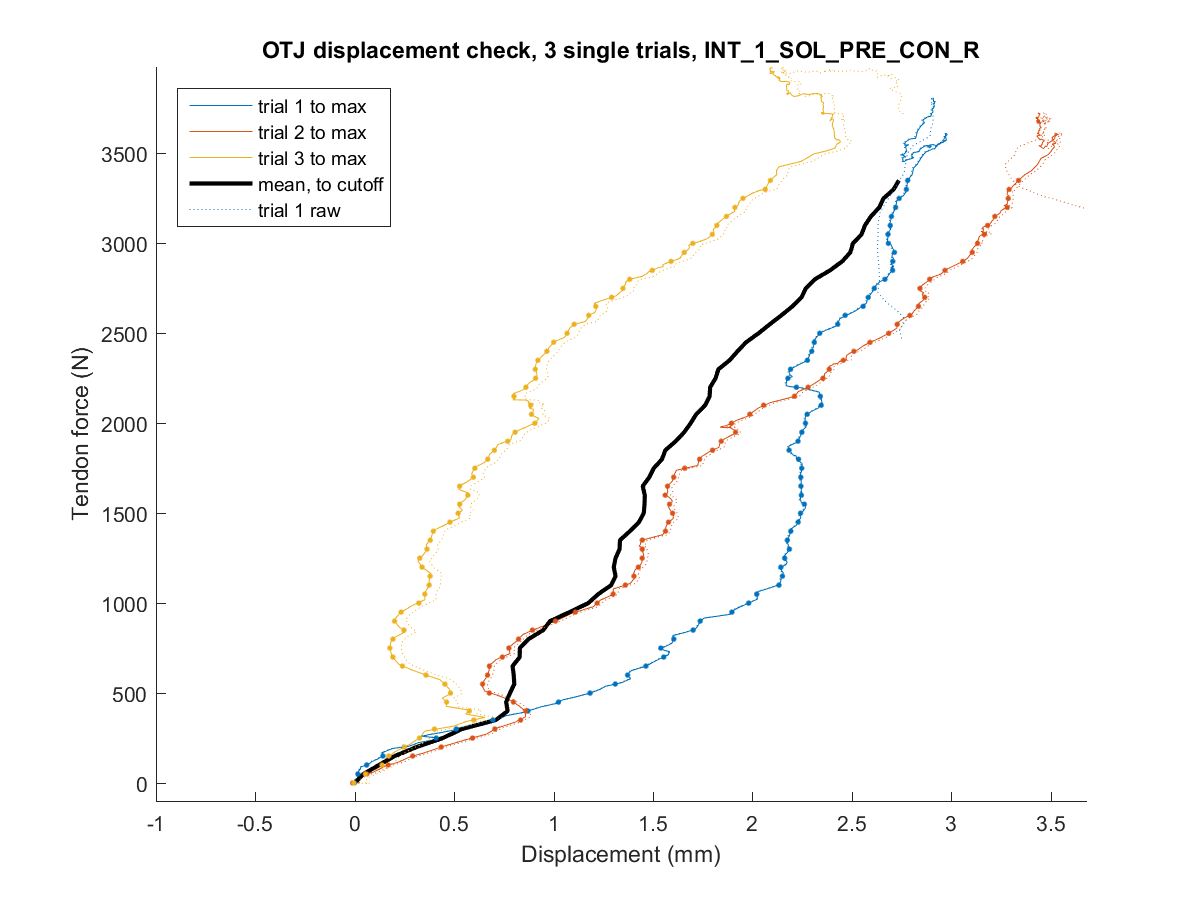 OTJ displacement check, 3 single trials, INT_1_SOL_PRE_CON_R
trial 1 to max
trial 2 to max
trial 3 to max
mean, to cutoff
trial 1 raw
3500
3000
2500
2000
1500
1000
500
0
Tendon force (N)
-1
-0.5
0
0.5
1
1.5
2
2.5
3
3.5
Displacement (mm)